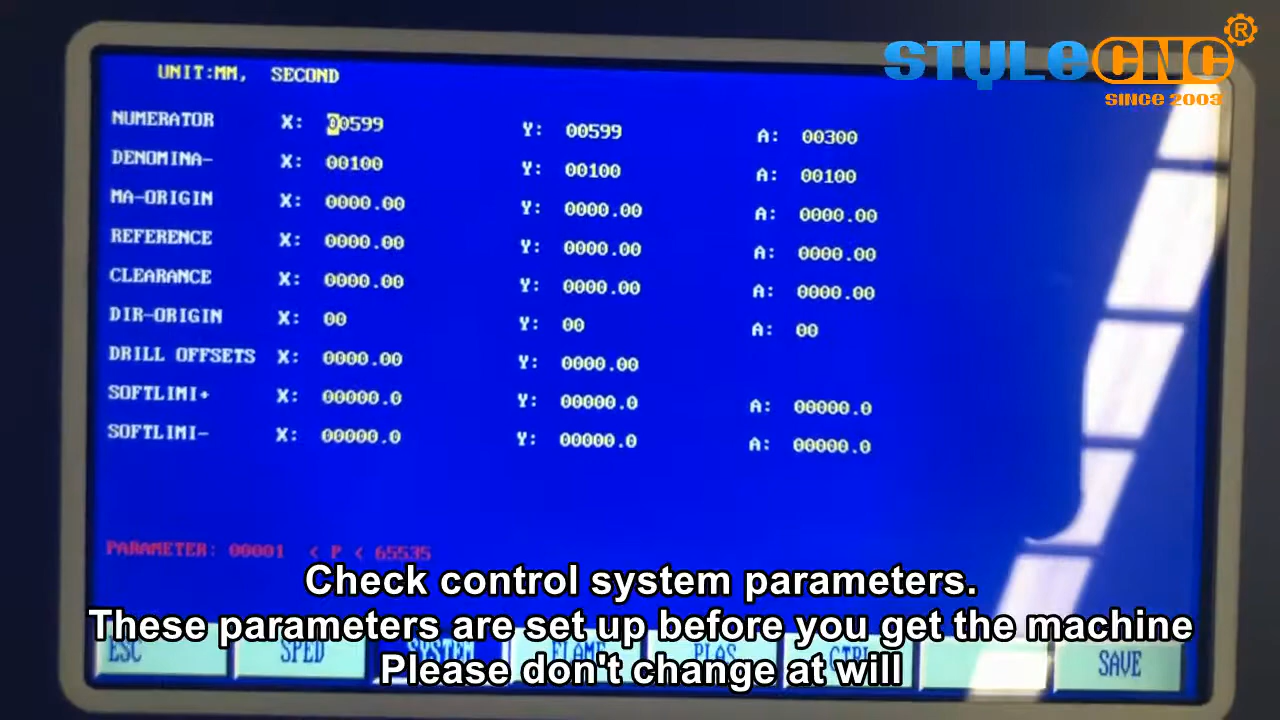 STYLECNC®
SINCE 2003
UNIT:MM, SECOND
NUMERATOR X: 00599 Y: 00599 A: 00300
DENOMINA- X: 00100 Y: 00100 A: 00100
MA-ORIGIN X: 0000.00 Y: 0000.00 A: 0000.00
REFERENCE X: 0000.00 Y: 0000.00 A: 0000.00
CLEARANCE X: 0000.00 Y: 0000.00 A: 0000.00
DIR-ORIGIN X: 00 Y: 00 A: 00
DRILL OFFSETS X: 0000.00 Y: 0000.00
SOFTLIMI+ X: 00000.0 Y: 00000.0 A: 00000.0
SOFTLIMI- X: 00000.0 Y: 00000.0 A: 00000.0
PARAMETER: 00001 < P < 65535
Check control system parameters.
These parameters are set up before you get the machine
Please don't change at will
ESC SPED SYSTEM FLAME PLAS CTRL SAVE